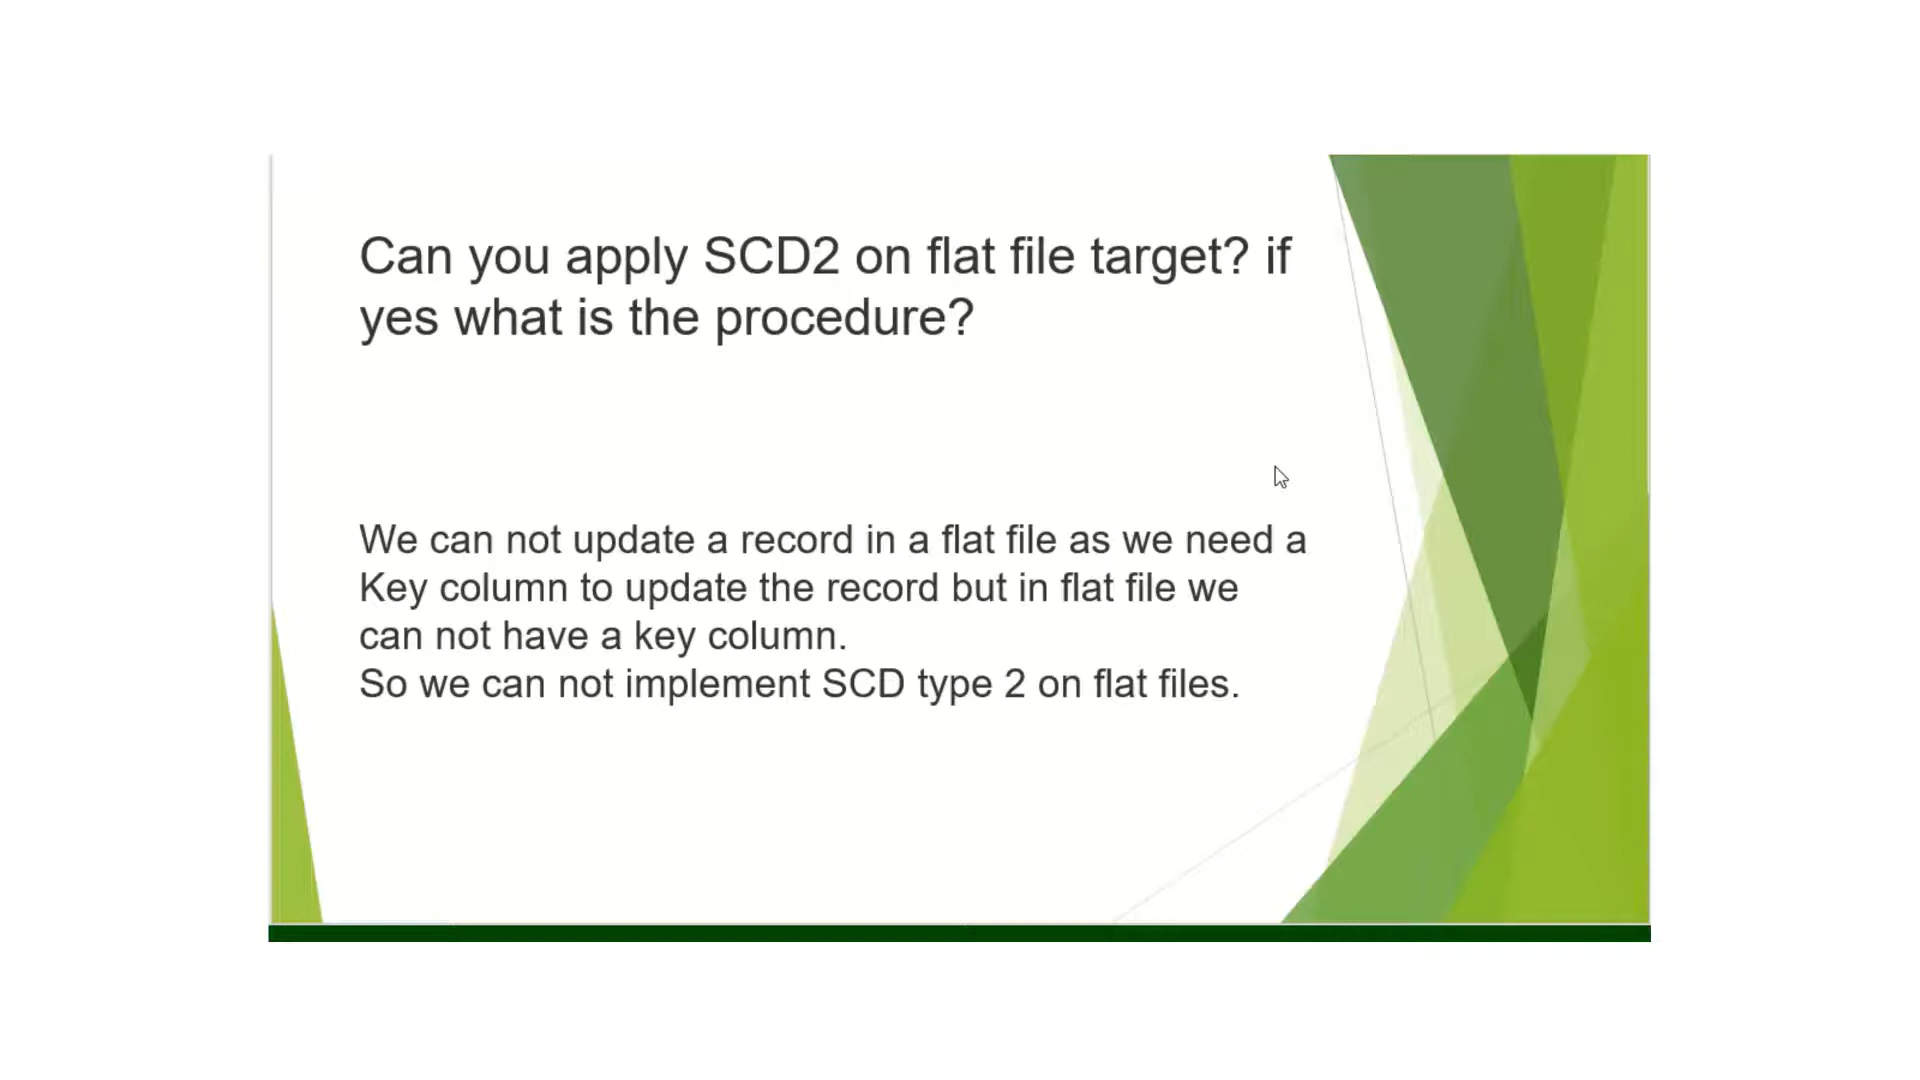 Can you apply SCD2 on flat file target? if
yes what is the procedure?
We can not update a record in a flat file as we need a
Key column to update the record but in flat file we
can not have a key column.
So we can not implement SCD type 2 on flat files.